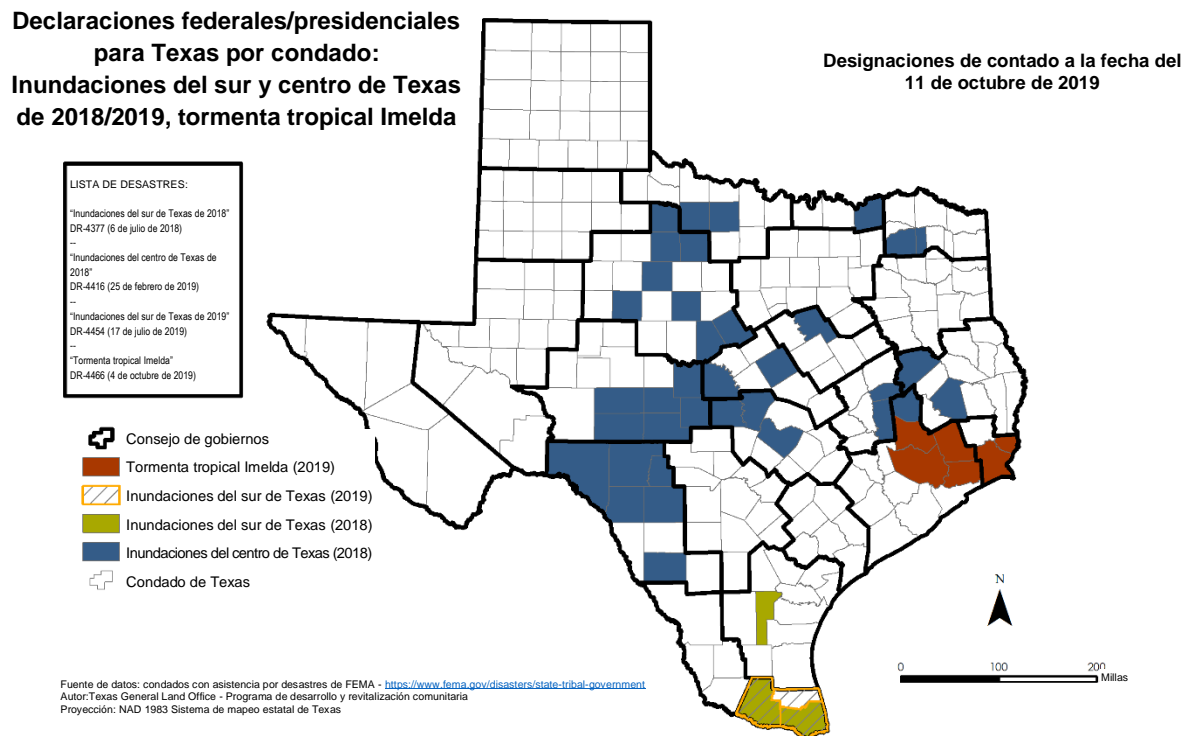 Declaraciones federales/presidenciales
para Texas por condado:
Inundaciones del sur y centro de Texas
de 2018/2019, tormenta tropical Imelda
Designaciones de contado a la fecha del
11 de octubre de 2019
LISTA DE DESASTRES:
“Inundaciones del sur de Texas de 2018”
DR-4377 (6 de julio de 2018)
--
“Inundaciones del centro de Texas de
2018”
DR-4416 (25 de febrero de 2019)
--
“Inundaciones del sur de Texas de 2019”
DR-4454 (17 de julio de 2019)
--
“Tormenta tropical Imelda”
DR-4466 (4 de octubre de 2019)
Consejo de gobiernos
Tormenta tropical Imelda (2019)
Inundaciones del sur de Texas (2019)
Inundaciones del sur de Texas (2018)
Inundaciones del centro de Texas (2018)
Condado de Texas
N
0 100 200
Millas
Fuente de datos: condados con asistencia por desastres de FEMA - https://www.fema.gov/disasters/state-tribal-government
Autor:Texas General Land Office - Programa de desarrollo y revitalización comunitaria
Proyección: NAD 1983 Sistema de mapeo estatal de Texas